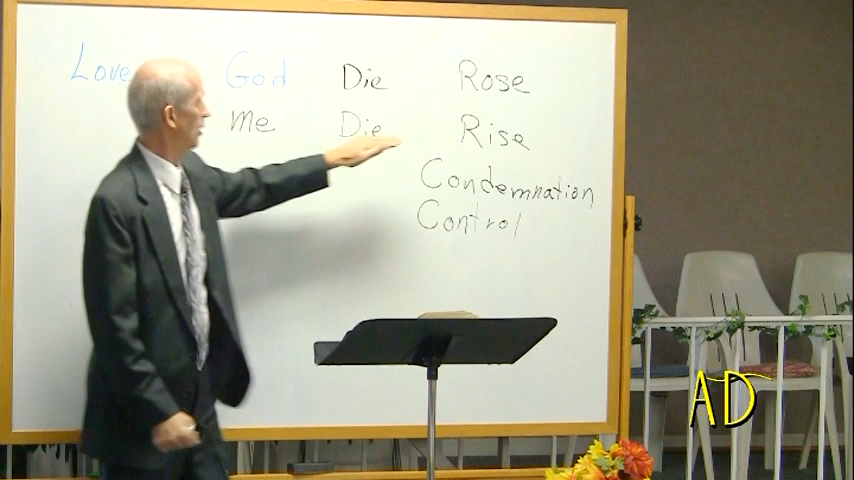 Love God Die Rose
me Die Rise
Condemnation
Control
AD